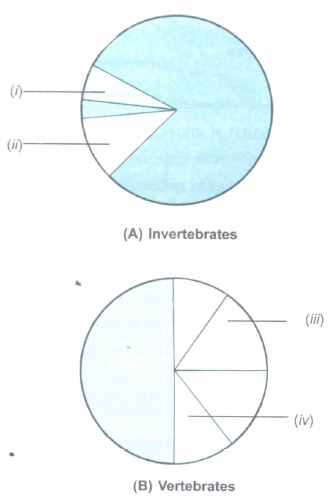 (i)
(ii)
(A) Invertebrates
(iii)
(iv)
(B) Vertebrates